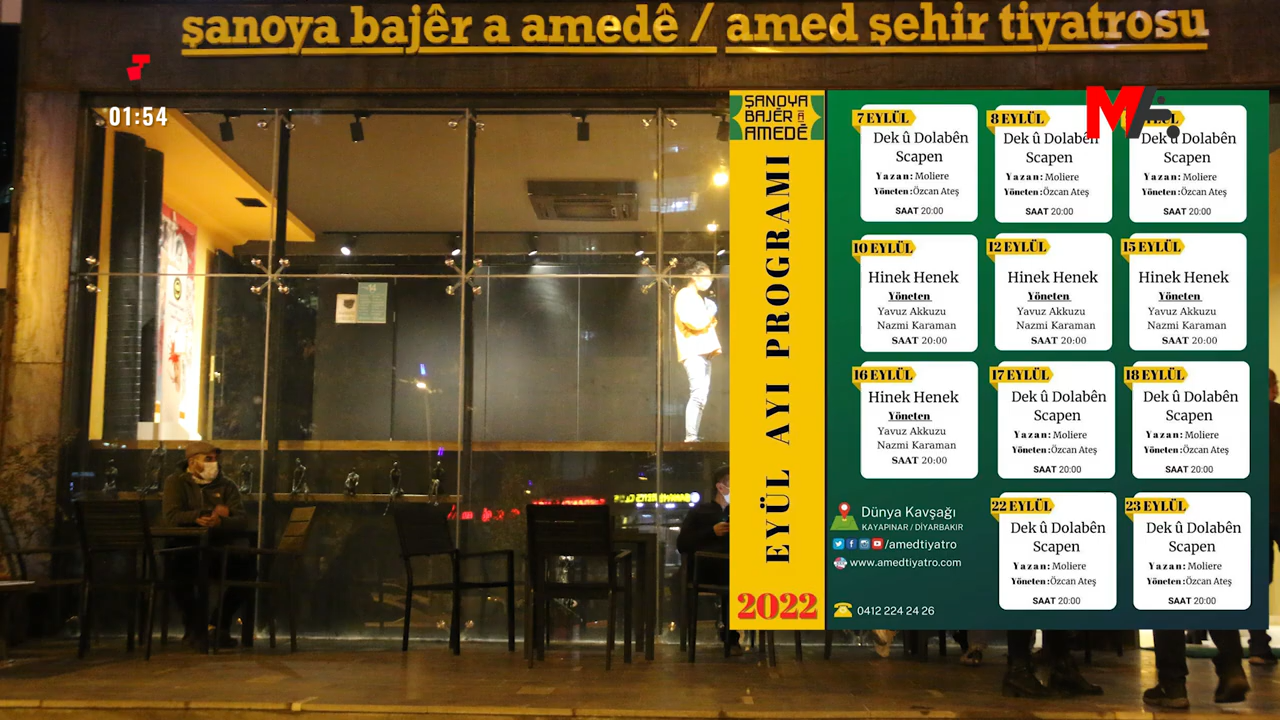 şanoya bajêr a amedê / amed şehir tiyatrosu
01:54
ŞANOYA
BAJÊR A
AMEDÊ
EYÜL AYI PROGRAMI
2022
7 EYLÜL
Dek û Dolabên
Scapen
Yazan: Moliere
Yöneten: Özcan Ateş
SAAT 20:00
8 EYLÜL
Dek û Dolabên
Scapen
Yazan: Moliere
Yöneten: Özcan Ateş
SAAT 20:00
EYLÜL
Dek û Dolabên
Scapen
Yazan: Moliere
Yöneten: Özcan Ateş
SAAT 20:00
10 EYLÜL
Hinek Henek
Yöneten
Yavuz Akkuzu
Nazmi Karaman
SAAT 20:00
12 EYLÜL
Hinek Henek
Yöneten
Yavuz Akkuzu
Nazmi Karaman
SAAT 20:00
15 EYLÜL
Hinek Henek
Yöneten
Yavuz Akkuzu
Nazmi Karaman
SAAT 20:00
16 EYLÜL
Hinek Henek
Yöneten
Yavuz Akkuzu
Nazmi Karaman
SAAT 20:00
17 EYLÜL
Dek û Dolabên
Scapen
Yazan: Moliere
Yöneten: Özcan Ateş
SAAT 20:00
18 EYLÜL
Dek û Dolabên
Scapen
Yazan: Moliere
Yöneten: Özcan Ateş
SAAT 20:00
22 EYLÜL
Dek û Dolabên
Scapen
Yazan: Moliere
Yöneten: Özcan Ateş
SAAT 20:00
23 EYLÜL
Dek û Dolabên
Scapen
Yazan: Moliere
Yöneten: Özcan Ateş
SAAT 20:00
Dünya Kavşağı
KAYAPINAR / DİYARBAKIR
/amedtiyatro
www.amedtiyatro.com
0412 224 24 26
MA